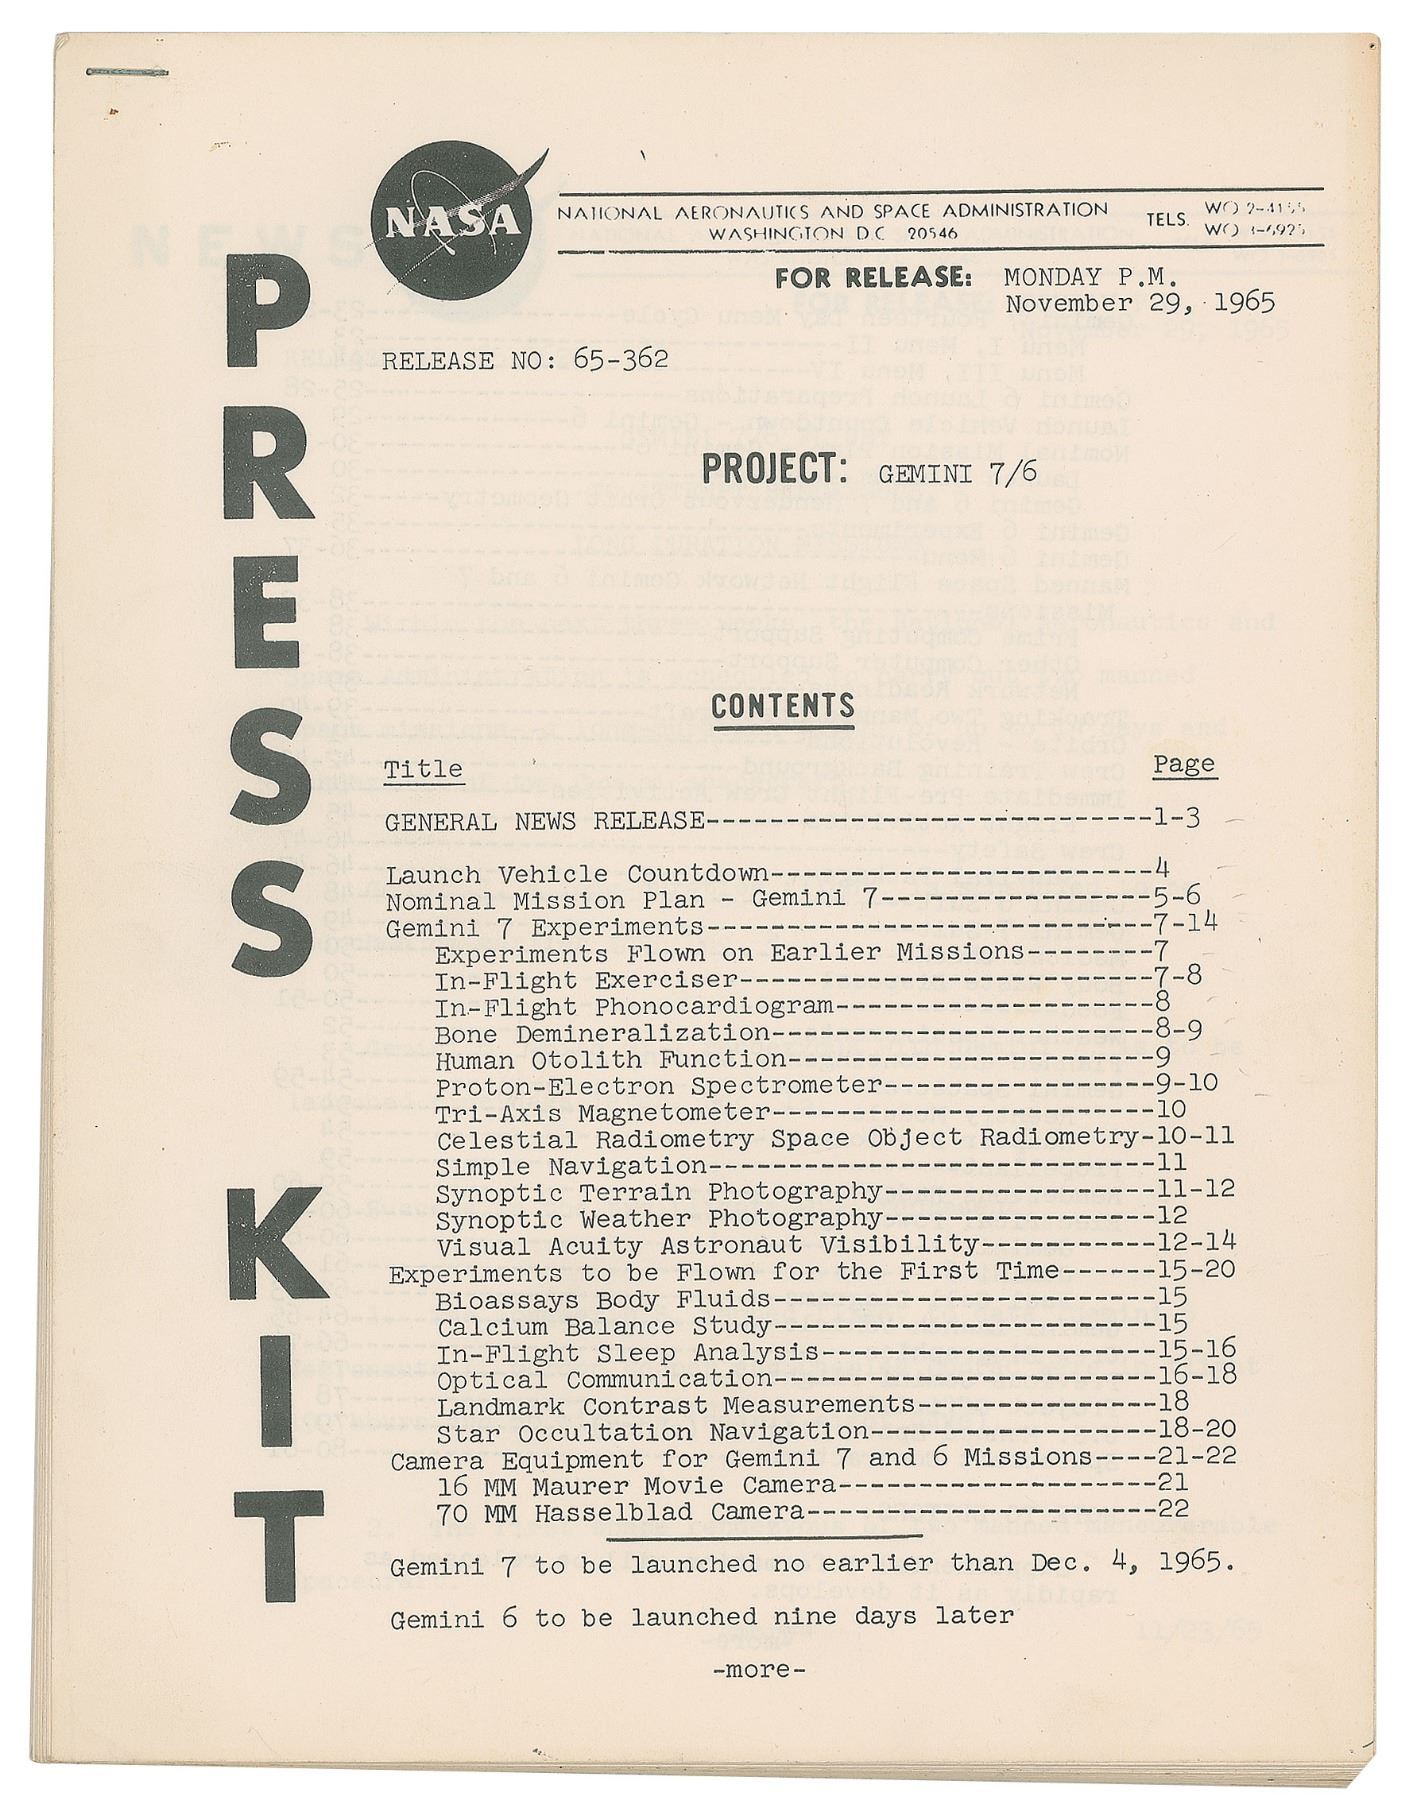 PRESS KIT
NASA
NATIONAL AERONAUTICS AND SPACE ADMINISTRATION
WASHINGTON D.C. 20546
TELS. WO 2-4155
WO 3-6925
FOR RELEASE: MONDAY P.M.
November 29, 1965
RELEASE NO: 65-362
PROJECT: GEMINI 7/6
CONTENTS
Title Page
GENERAL NEWS RELEASE----------------------------1-3
Launch Vehicle Countdown------------------------4
Nominal Mission Plan - Gemini 7-----------------5-6
Gemini 7 Experiments----------------------------7-14
Experiments Flown on Earlier Missions--------7
In-Flight Exerciser--------------------------7-8
In-Flight Phonocardiogram--------------------8
Bone Demineralization------------------------8-9
Human Otolith Function-----------------------9
Proton-Electron Spectrometer-----------------9-10
Tri-Axis Magnetometer------------------------10
Celestial Radiometry Space Object Radiometry-10-11
Simple Navigation----------------------------11
Synoptic Terrain Photography-----------------11-12
Synoptic Weather Photography-----------------12
Visual Acuity Astronaut Visibility-----------12-14
Experiments to be Flown for the First Time------15-20
Bioassays Body Fluids------------------------15
Calcium Balance Study------------------------15
In-Flight Sleep Analysis---------------------15-16
Optical Communication------------------------16-18
Landmark Contrast Measurements---------------18
Star Occultation Navigation------------------18-20
Camera Equipment for Gemini 7 and 6 Missions----21-22
16 MM Maurer Movie Camera--------------------21
70 MM Hasselblad Camera----------------------22
Gemini 7 to be launched no earlier than Dec. 4, 1965.
Gemini 6 to be launched nine days later
-more-